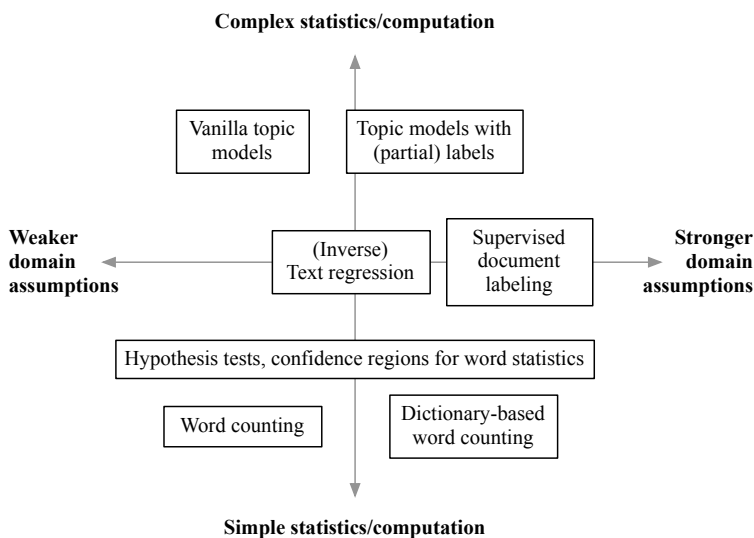 Complex statistics/computation
Vanilla topic
models
Topic models with
(partial) labels
Weaker
domain
assumptions
(Inverse)
Text regression
Supervised
document
labeling
Stronger
domain
assumptions
Hypothesis tests, confidence regions for word statistics
Word counting
Dictionary-based
word counting
Simple statistics/computation